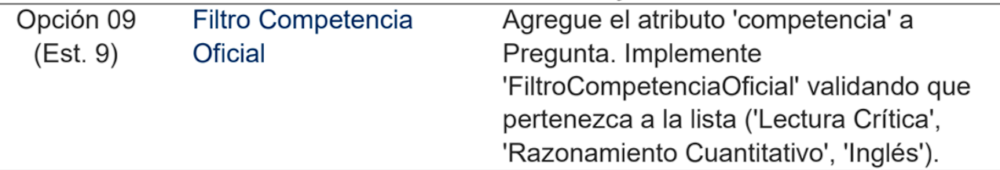 Opción 09
(Est. 9)
Filtro Competencia
Oficial
Agregue el atributo 'competencia' a
Pregunta. Implemente
'FiltroCompetenciaOficial' validando que
pertenezca a la lista ('Lectura Crítica',
'Razonamiento Cuantitativo', 'Inglés').